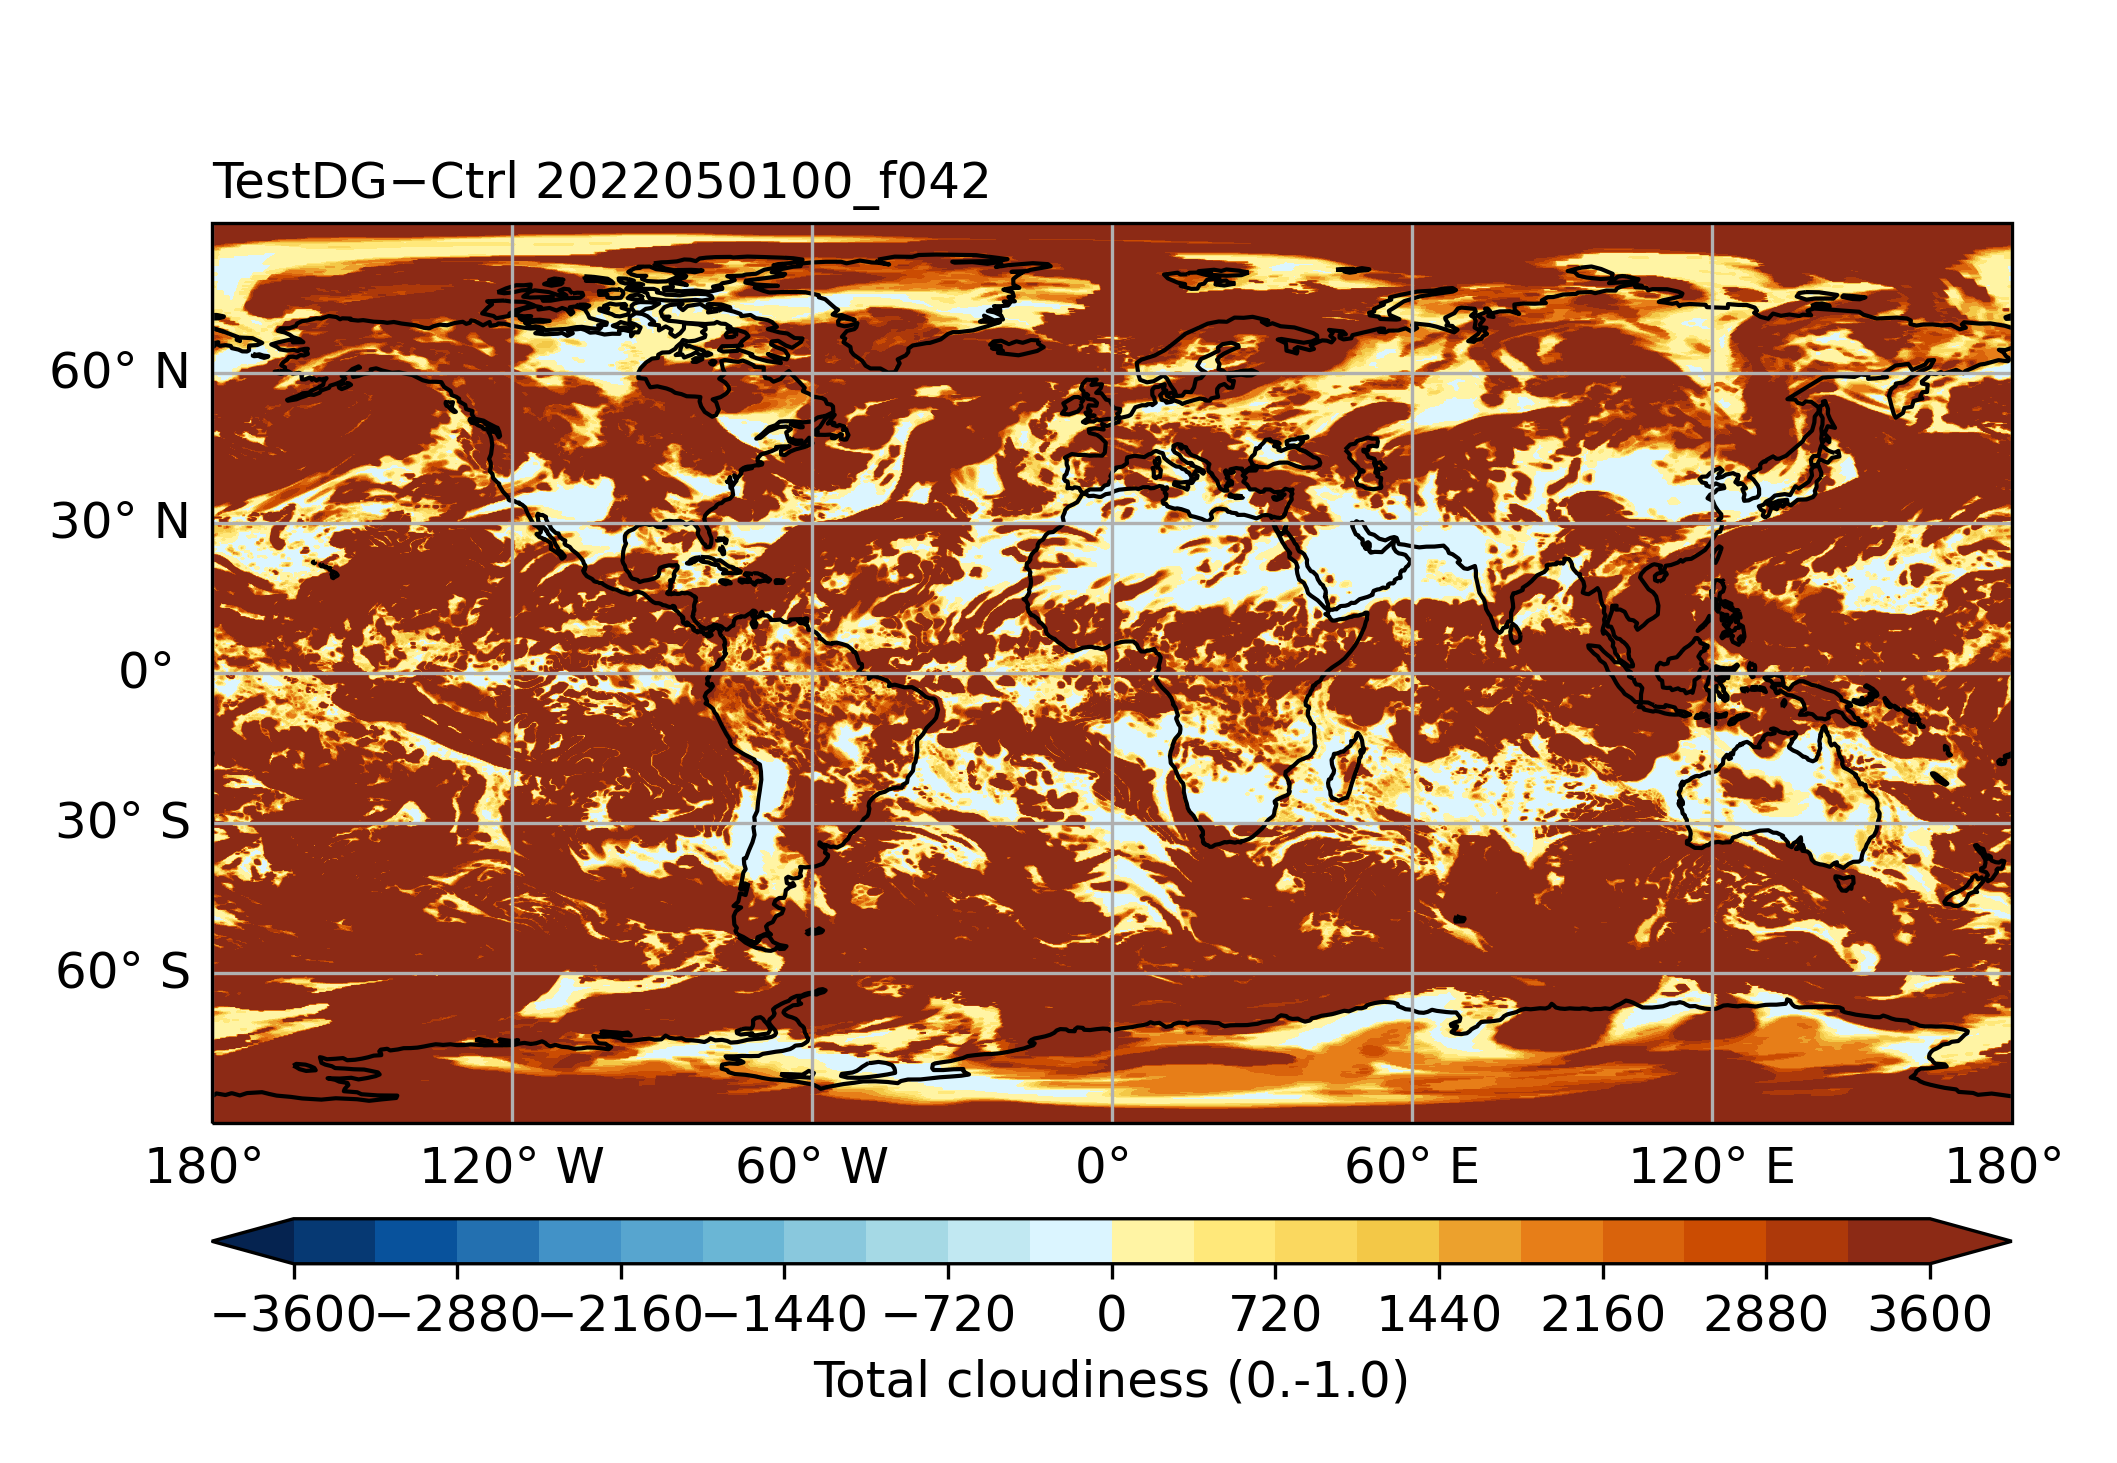 TestDG−Ctrl 2022050100_f042
60° N
30° N
0°
30° S
60° S
180° 120° W 60° W 0° 60° E 120° E 180°
−3600 −2880 −2160 −1440 −720 0 720 1440 2160 2880 3600
Total cloudiness (0.-1.0)